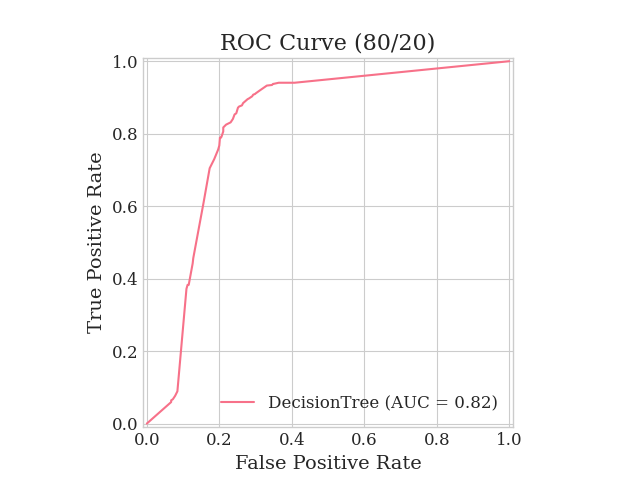 ROC Curve (80/20)
True Positive Rate
1.0
0.8
0.6
0.4
0.2
0.0
DecisionTree (AUC = 0.82)
0.0 0.2 0.4 0.6 0.8 1.0
False Positive Rate